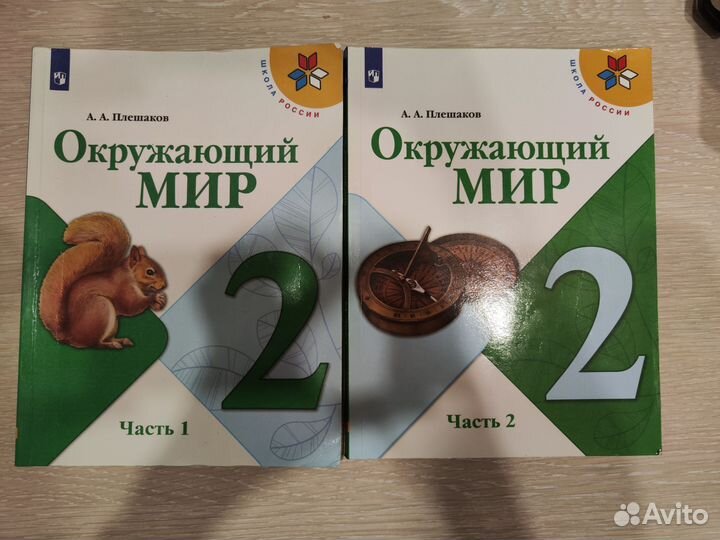 ШКОЛА РОССИИ
А. А. Плешаков
Окружающий
МИР
2
Часть 1
ШКОЛА РОССИИ
А. А. Плешаков
Окружающий
МИР
2
Часть 2
Avito